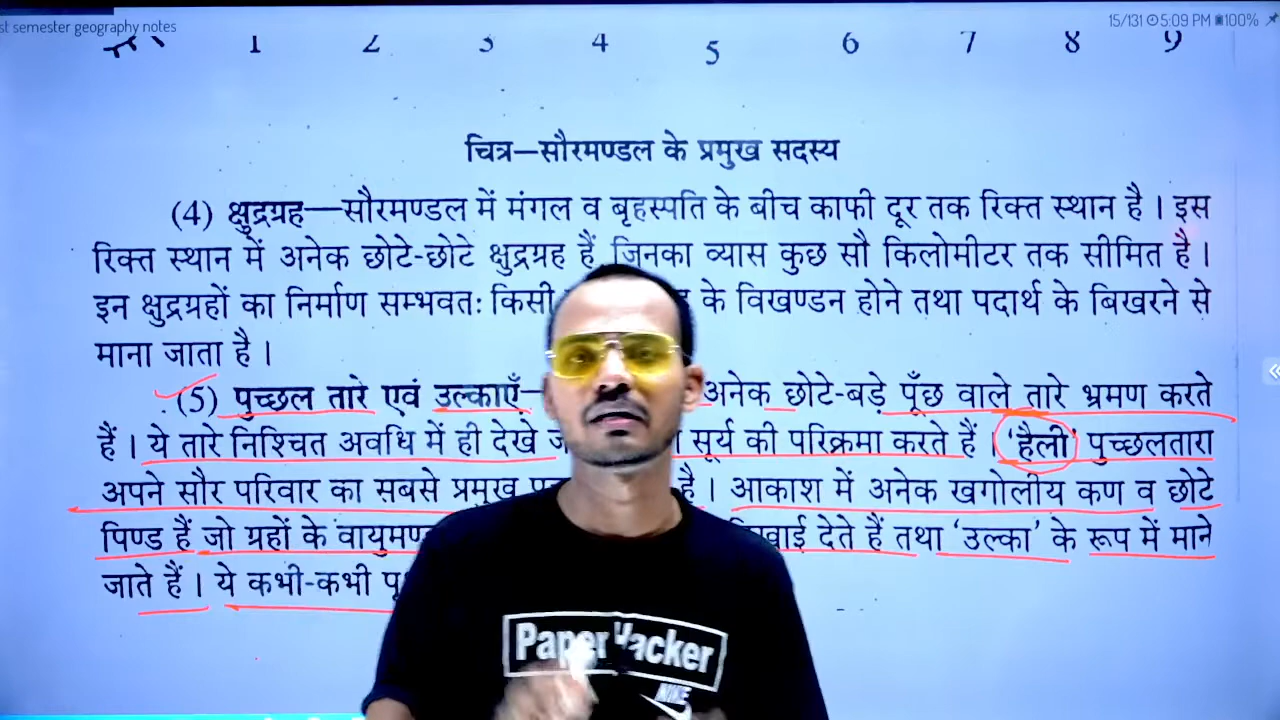 st semester geography notes
15/131 5:09 PM 100%
1 2 3 4 5 6 7 8 9
चित्र—सौरमण्डल के प्रमुख सदस्य
(4) क्षुद्रग्रह—सौरमण्डल में मंगल व बृहस्पति के बीच काफी दूर तक रिक्त स्थान है। इस
रिक्त स्थान में अनेक छोटे-छोटे क्षुद्रग्रह हैं जिनका व्यास कुछ सौ किलोमीटर तक सीमित है।
इन क्षुद्रग्रहों का निर्माण सम्भवतः किसी के विखण्डन होने तथा पदार्थ के बिखरने से
माना जाता है।
(5) पुच्छल तारे एवं उल्काएँ— अनेक छोटे-बड़े पूँछ वाले तारे भ्रमण करते
हैं। ये तारे निश्चित अवधि में ही देखे सूर्य की परिक्रमा करते हैं। 'हैली' पुच्छलतारा
अपने सौर परिवार का सबसे प्रमुख है। आकाश में अनेक खगोलीय कण व छोटे
पिण्ड हैं जो ग्रहों के देते हैं तथा 'उल्का' के रूप में माने
जाते हैं। ये कभी-कभी
Paper Hacker
NIKE